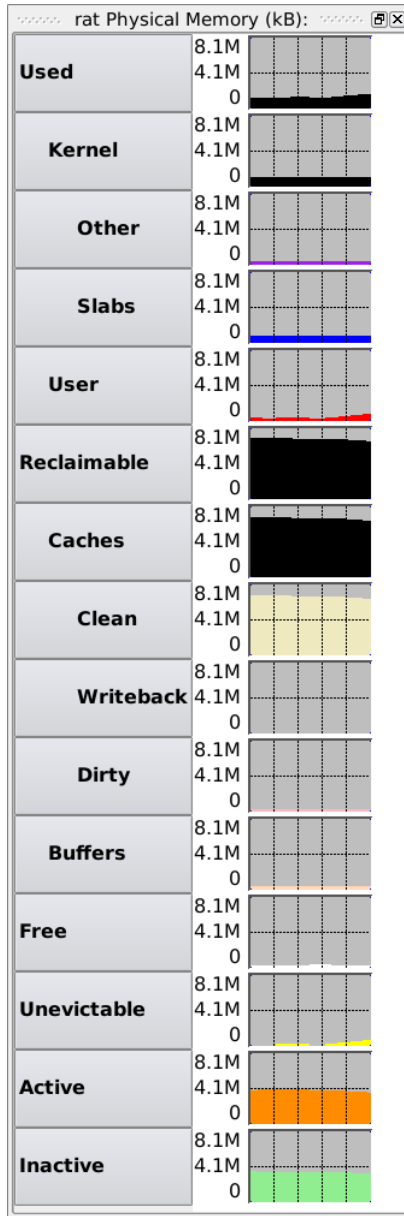 rat Physical Memory (kB):
Used
8.1M
4.1M
0
Kernel
8.1M
4.1M
0
Other
8.1M
4.1M
0
Slabs
8.1M
4.1M
0
User
8.1M
4.1M
0
Reclaimable
8.1M
4.1M
0
Caches
8.1M
4.1M
0
Clean
8.1M
4.1M
0
Writeback
8.1M
4.1M
0
Dirty
8.1M
4.1M
0
Buffers
8.1M
4.1M
0
Free
8.1M
4.1M
0
Unevictable
8.1M
4.1M
0
Active
8.1M
4.1M
0
Inactive
8.1M
4.1M
0